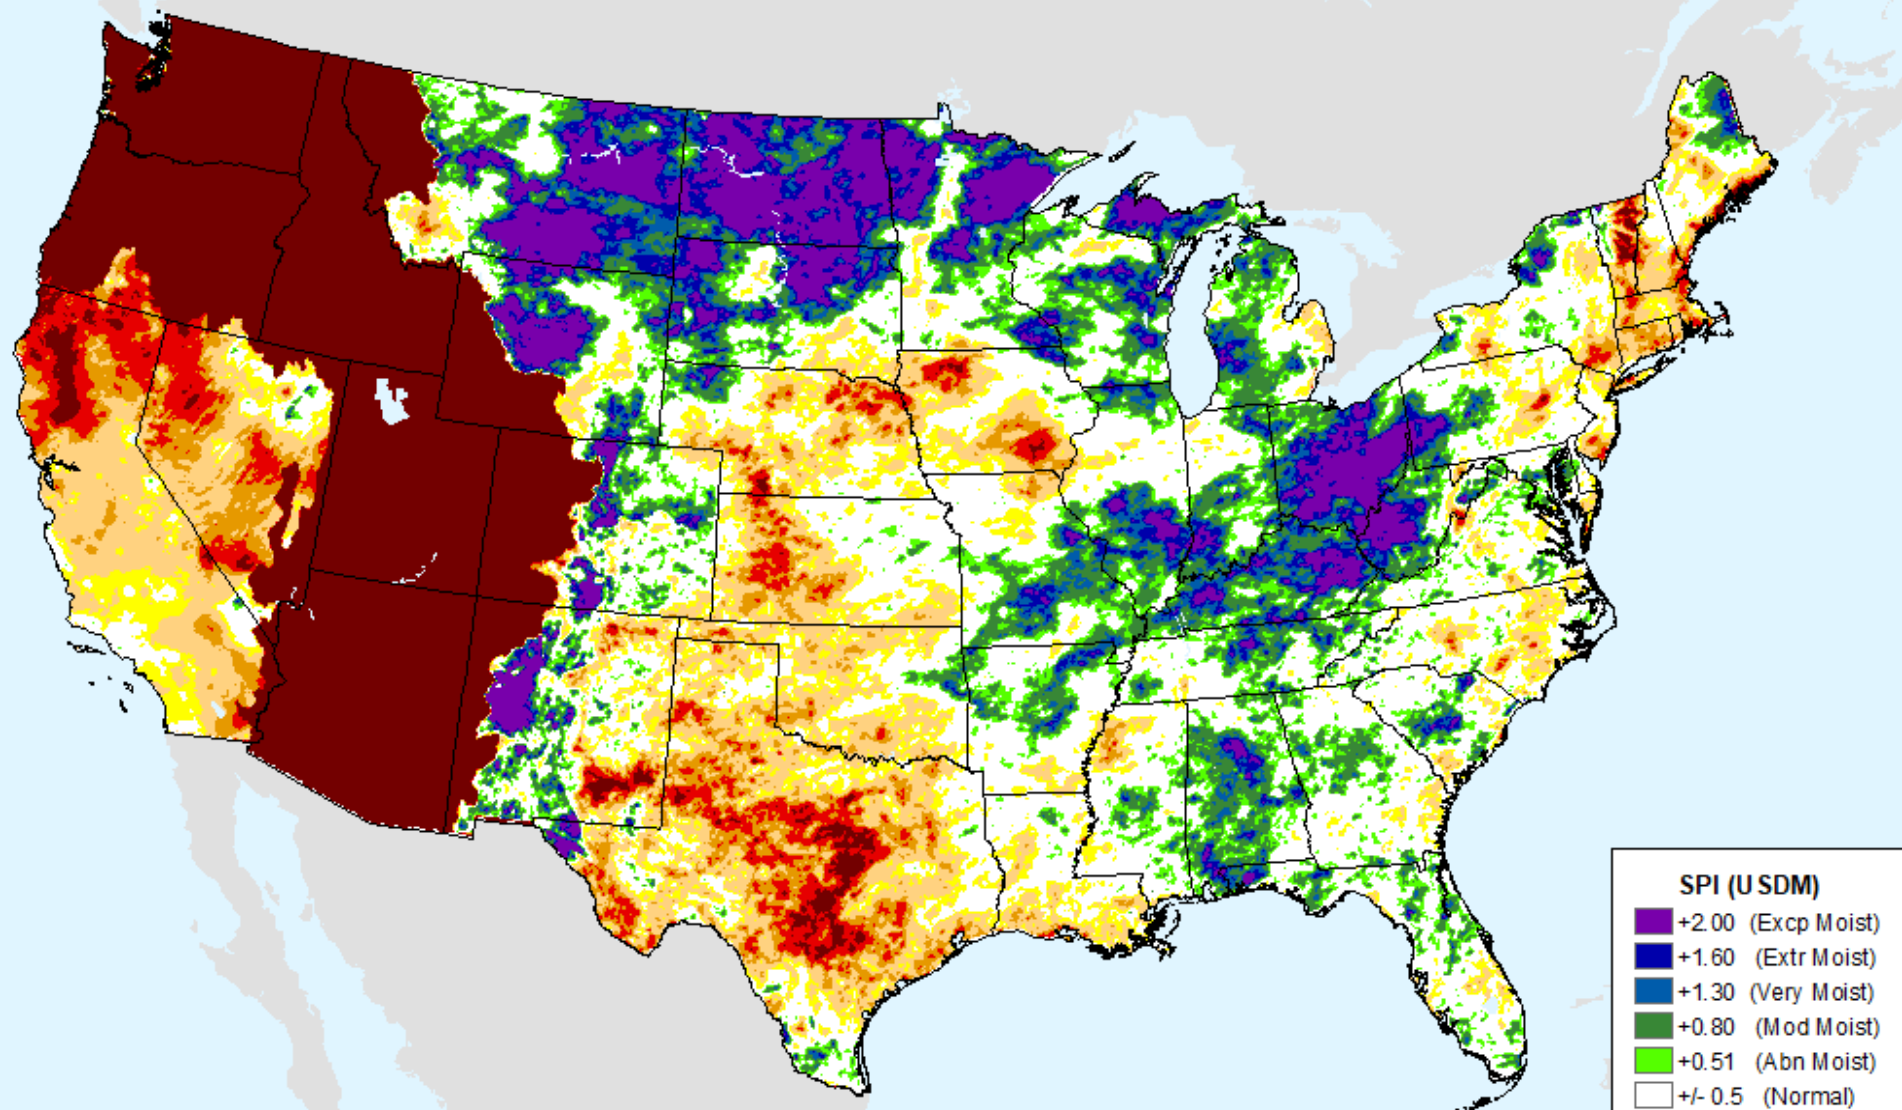 SPI (USDM)
+2.00 (Excp Moist)
+1.60 (Extr Moist)
+1.30 (Very Moist)
+0.80 (Mod Moist)
+0.51 (Abn Moist)
+/- 0.5 (Normal)